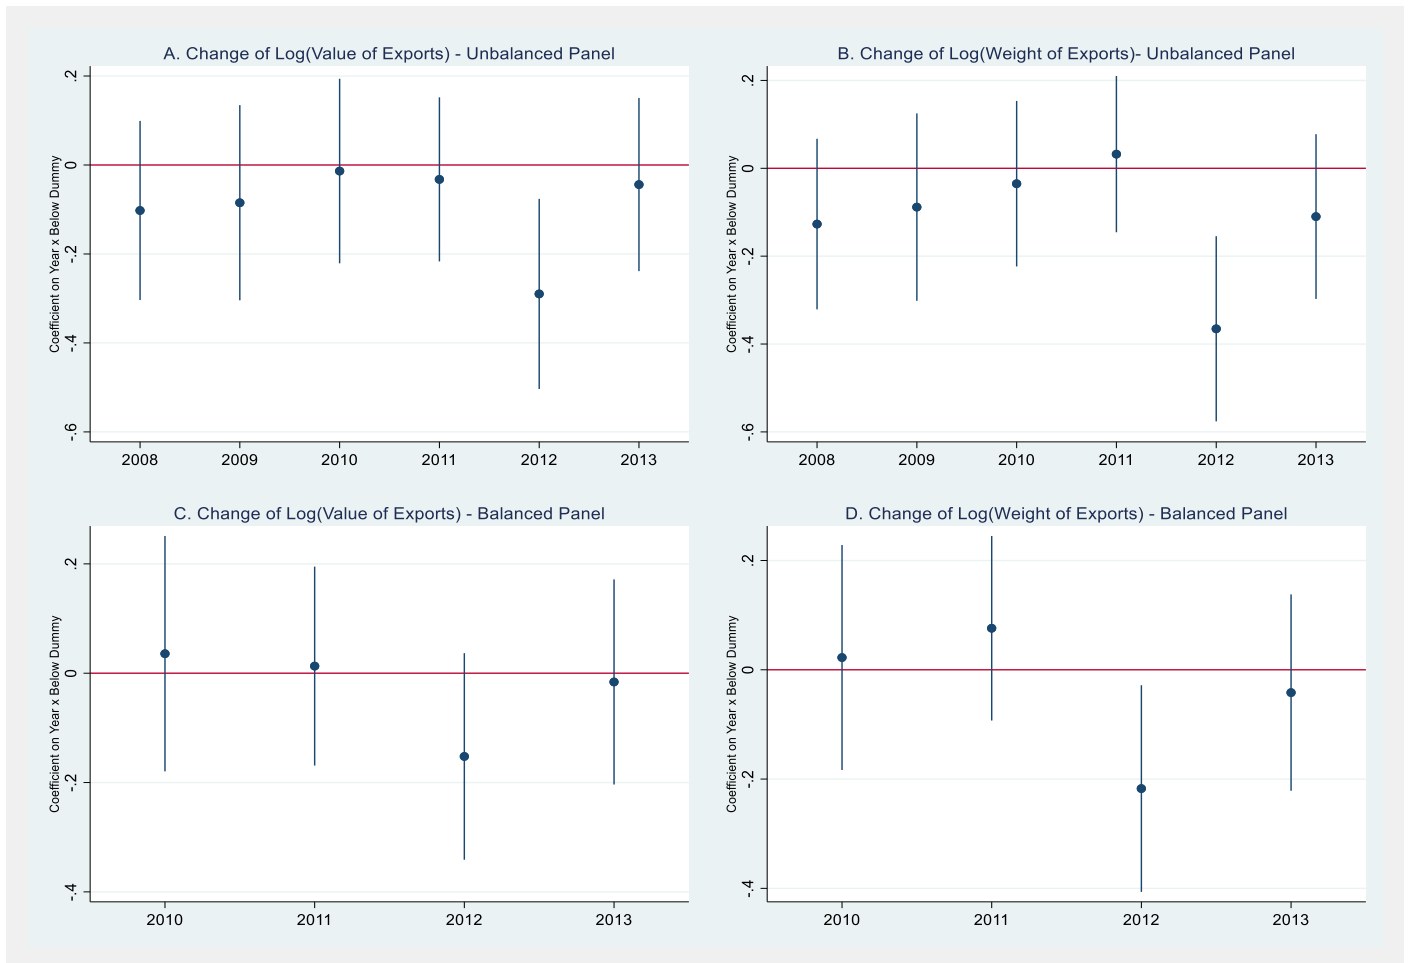 A. Change of Log(Value of Exports) - Unbalanced Panel
Coefficient on Year x Below Dummy
.2
0
-.2
-.4
-.6
2008 2009 2010 2011 2012 2013
B. Change of Log(Weight of Exports)- Unbalanced Panel
Coefficient on Year x Below Dummy
.2
0
-.2
-.4
-.6
2008 2009 2010 2011 2012 2013
C. Change of Log(Value of Exports) - Balanced Panel
Coefficient on Year x Below Dummy
.2
0
-.2
-.4
2010 2011 2012 2013
D. Change of Log(Weight of Exports) - Balanced Panel
Coefficient on Year x Below Dummy
.2
0
-.2
-.4
2010 2011 2012 2013